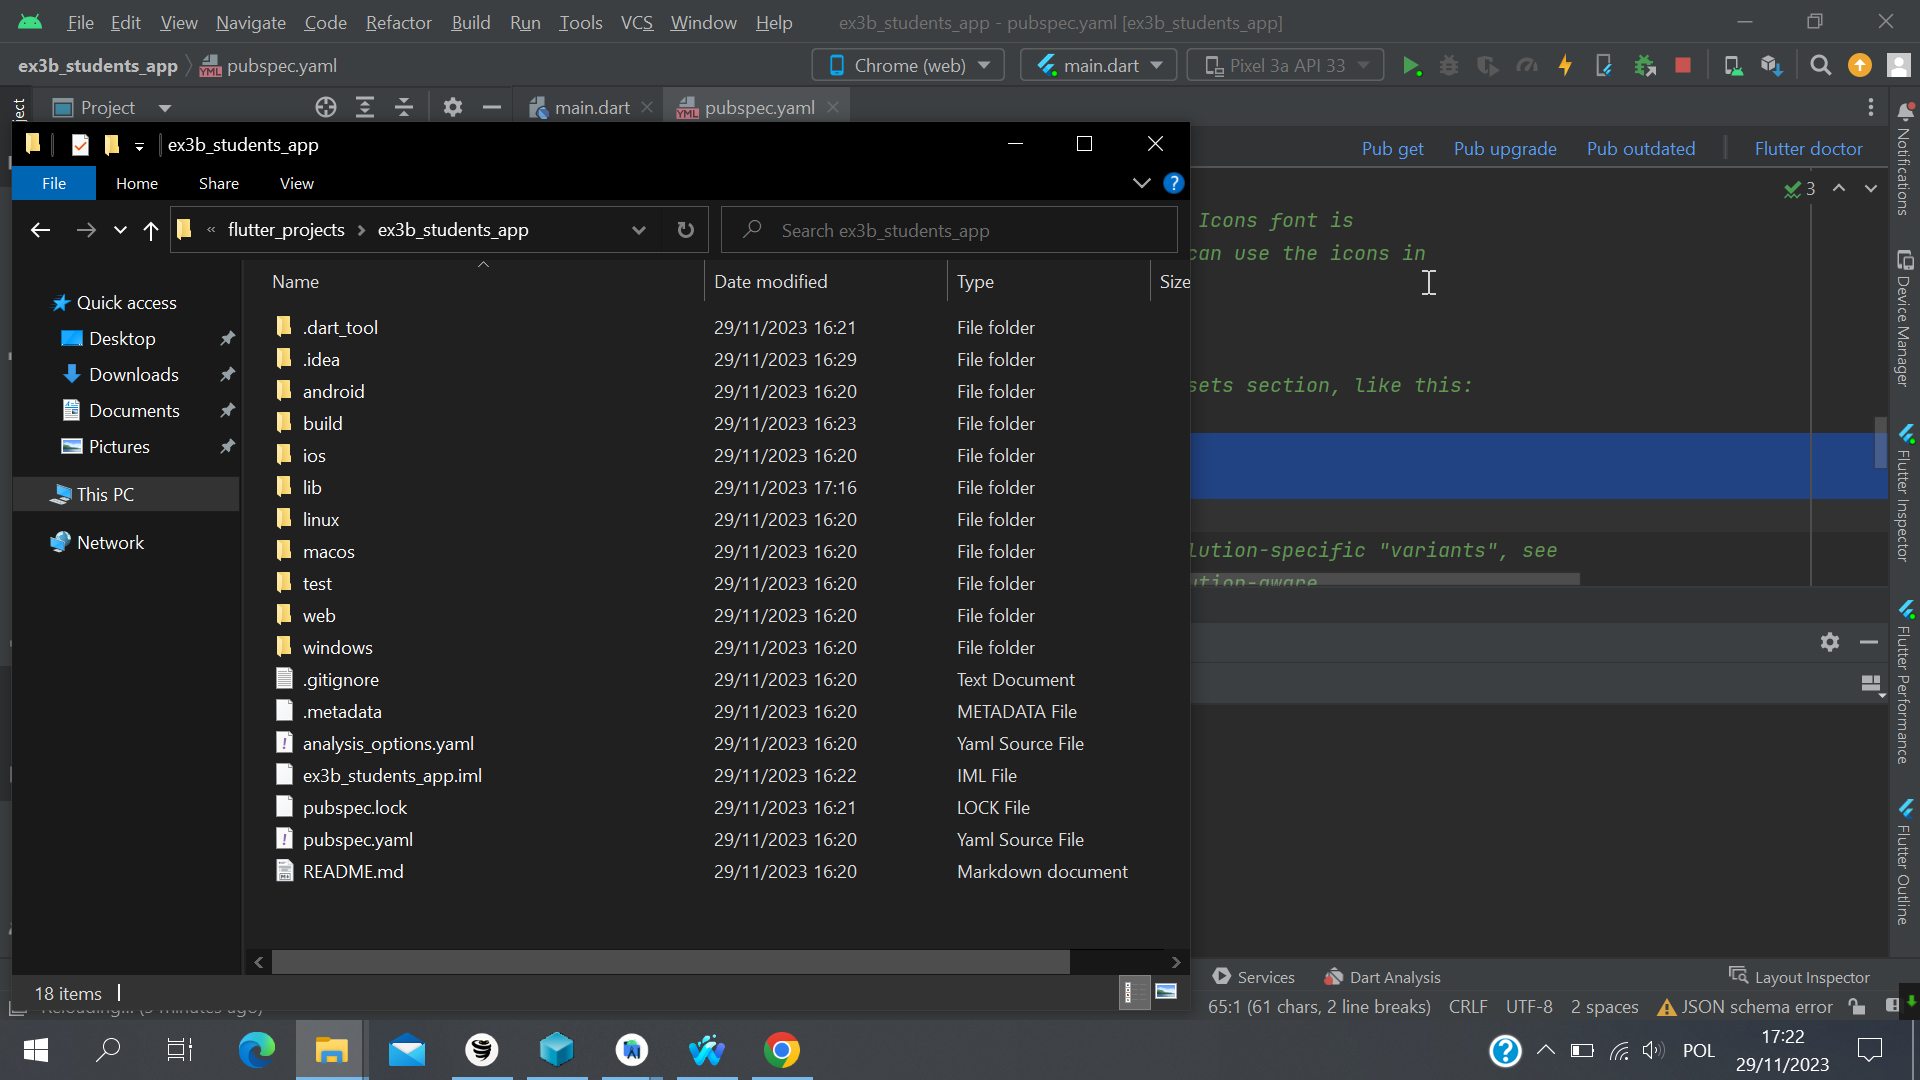 File Edit View Navigate Code Refactor Build Run Tools VCS Window Help ex3b_students_app - pubspec.yaml [ex3b_students_app]
ex3b_students_app pubspec.yaml Chrome (web) main.dart Pixel 3a API 33
Project main.dart pubspec.yaml
ex3b_students_app
Pub get Pub upgrade Pub outdated Flutter doctor
File Home Share View
3
Icons font is
flutter_projects ex3b_students_app Search ex3b_students_app
can use the icons in
Name Date modified Type Size
Quick access
Desktop
Downloads
Documents
Pictures
This PC
Network
.dart_tool 29/11/2023 16:21 File folder
.idea 29/11/2023 16:29 File folder
android 29/11/2023 16:20 File folder
build 29/11/2023 16:23 File folder
ios 29/11/2023 16:20 File folder
lib 29/11/2023 17:16 File folder
linux 29/11/2023 16:20 File folder
macos 29/11/2023 16:20 File folder
test 29/11/2023 16:20 File folder
web 29/11/2023 16:20 File folder
windows 29/11/2023 16:20 File folder
.gitignore 29/11/2023 16:20 Text Document
.metadata 29/11/2023 16:20 METADATA File
analysis_options.yaml 29/11/2023 16:20 Yaml Source File
ex3b_students_app.iml 29/11/2023 16:22 IML File
pubspec.lock 29/11/2023 16:21 LOCK File
pubspec.yaml 29/11/2023 16:20 Yaml Source File
README.md 29/11/2023 16:20 Markdown document
18 items
sets section, like this:
lution-specific "variants", see
ution-aware
Notifications
Device Manager
Flutter Inspector
Flutter Performance
Flutter Outline
Services Dart Analysis Layout Inspector
65:1 (61 chars, 2 line breaks) CRLF UTF-8 2 spaces JSON schema error
POL
17:22
29/11/2023